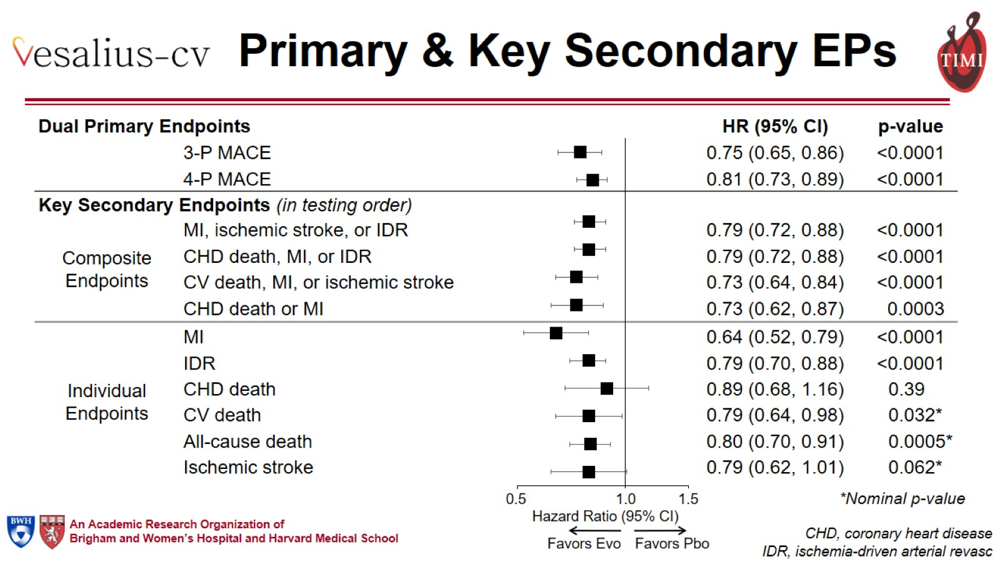 vesalius-cv Primary & Key Secondary EPs
TIMI
Dual Primary Endpoints HR (95% CI) p-value
3-P MACE 0.75 (0.65, 0.86) <0.0001
4-P MACE 0.81 (0.73, 0.89) <0.0001
Key Secondary Endpoints (in testing order)
MI, ischemic stroke, or IDR 0.79 (0.72, 0.88) <0.0001
Composite Endpoints
CHD death, MI, or IDR 0.79 (0.72, 0.88) <0.0001
CV death, MI, or ischemic stroke 0.73 (0.64, 0.84) <0.0001
CHD death or MI 0.73 (0.62, 0.87) 0.0003
MI 0.64 (0.52, 0.79) <0.0001
IDR 0.79 (0.70, 0.88) <0.0001
Individual Endpoints
CHD death 0.89 (0.68, 1.16) 0.39
CV death 0.79 (0.64, 0.98) 0.032*
All-cause death 0.80 (0.70, 0.91) 0.0005*
Ischemic stroke 0.79 (0.62, 1.01) 0.062*
0.5 1.0 1.5
*Nominal p-value
Hazard Ratio (95% CI)
Favors Evo Favors Pbo
BWH
An Academic Research Organization of
Brigham and Women's Hospital and Harvard Medical School
CHD, coronary heart disease
IDR, ischemia-driven arterial revasc